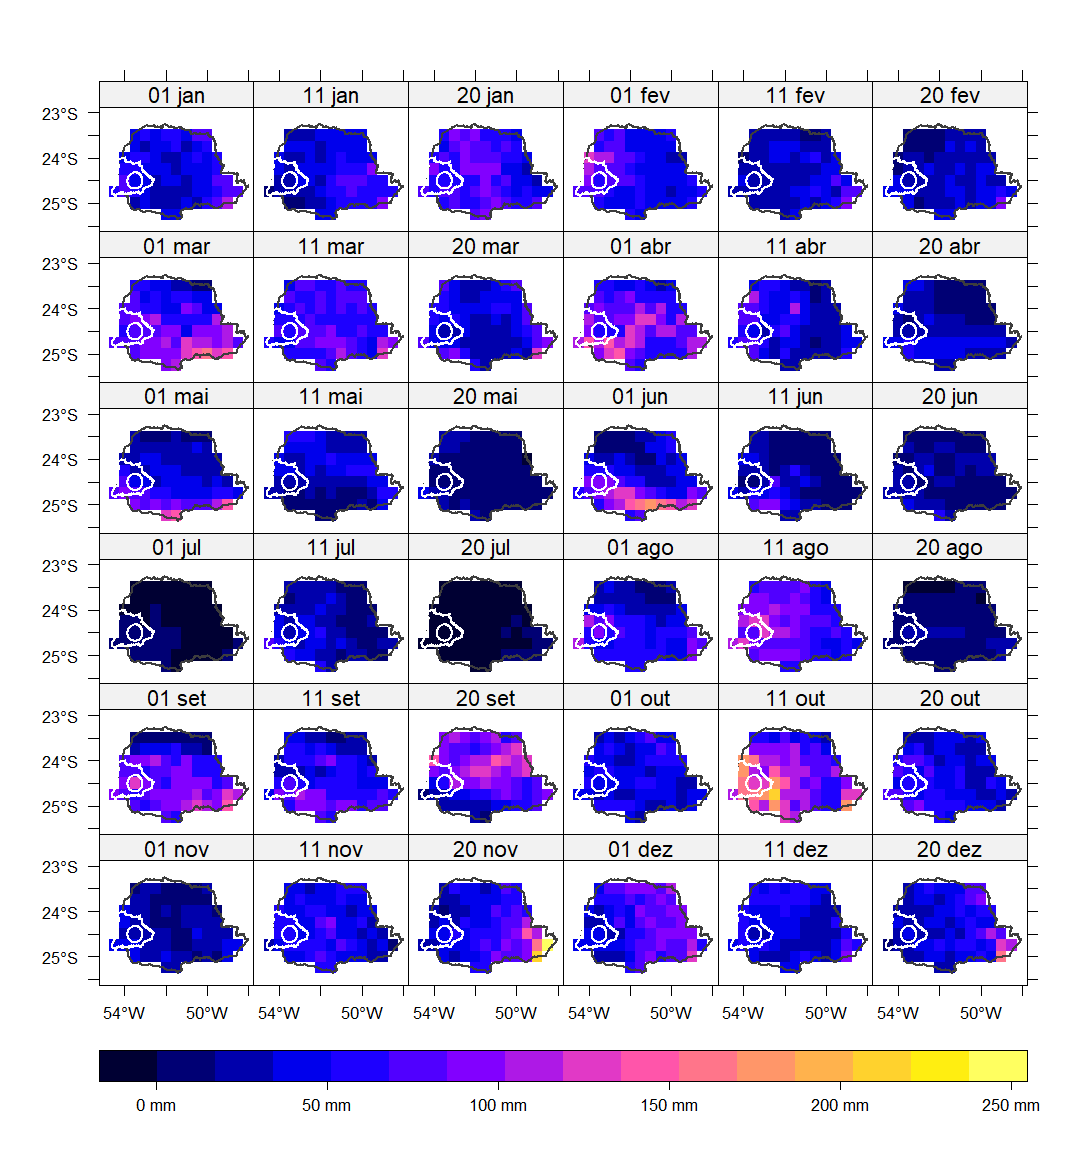 01 jan 11 jan 20 jan 01 fev 11 fev 20 fev
23°S
24°S
25°S
01 mar 11 mar 20 mar 01 abr 11 abr 20 abr
23°S
24°S
25°S
01 mai 11 mai 20 mai 01 jun 11 jun 20 jun
23°S
24°S
25°S
01 jul 11 jul 20 jul 01 ago 11 ago 20 ago
23°S
24°S
25°S
01 set 11 set 20 set 01 out 11 out 20 out
23°S
24°S
25°S
01 nov 11 nov 20 nov 01 dez 11 dez 20 dez
23°S
24°S
25°S
54°W 50°W 54°W 50°W 54°W 50°W 54°W 50°W 54°W 50°W 54°W 50°W
0 mm 50 mm 100 mm 150 mm 200 mm 250 mm